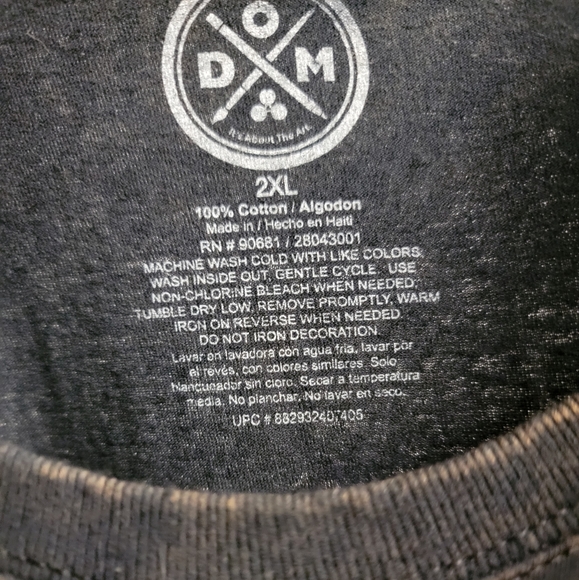 O
D M
It's About The Art
2XL
100% Cotton / Algodon
Made in / Hecho en Haiti
RN # 90681 / 28043001
MACHINE WASH COLD WITH LIKE COLORS,
WASH INSIDE OUT, GENTLE CYCLE. USE
NON-CHLORINE BLEACH WHEN NEEDED,
TUMBLE DRY LOW, REMOVE PROMPTLY, WARM
IRON ON REVERSE WHEN NEEDED.
DO NOT IRON DECORATION.
Lavar en lavadora con agua fria, lavar por
el reves, con colores similares. Solo
blanqueador sin cloro. Secar a temperatura
media. No planchar. No lavar en seco.
UPC # 882932407405